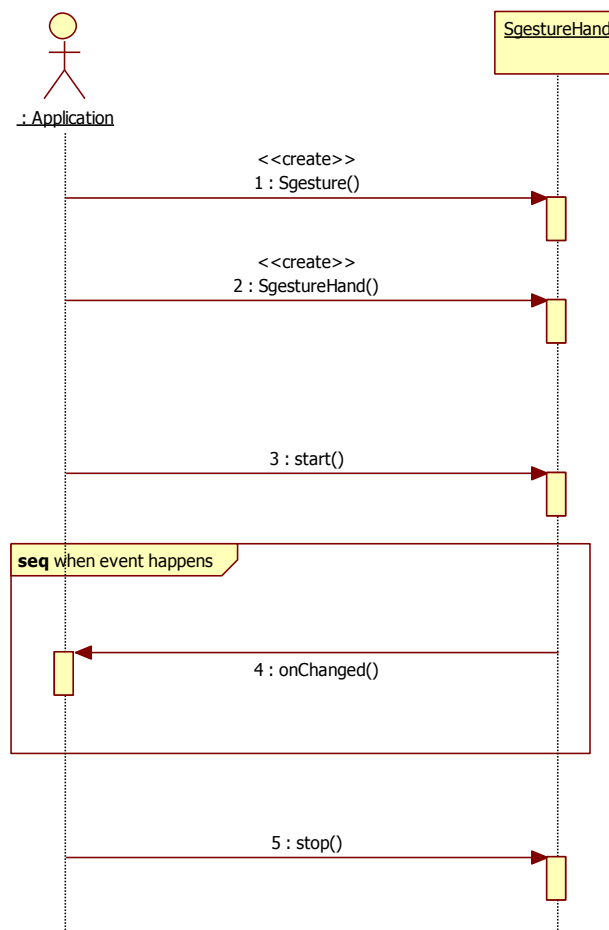 SgestureHand
: Application
<<create>>
1 : Sgesture()
<<create>>
2 : SgestureHand()
3 : start()
seq when event happens
4 : onChanged()
5 : stop()